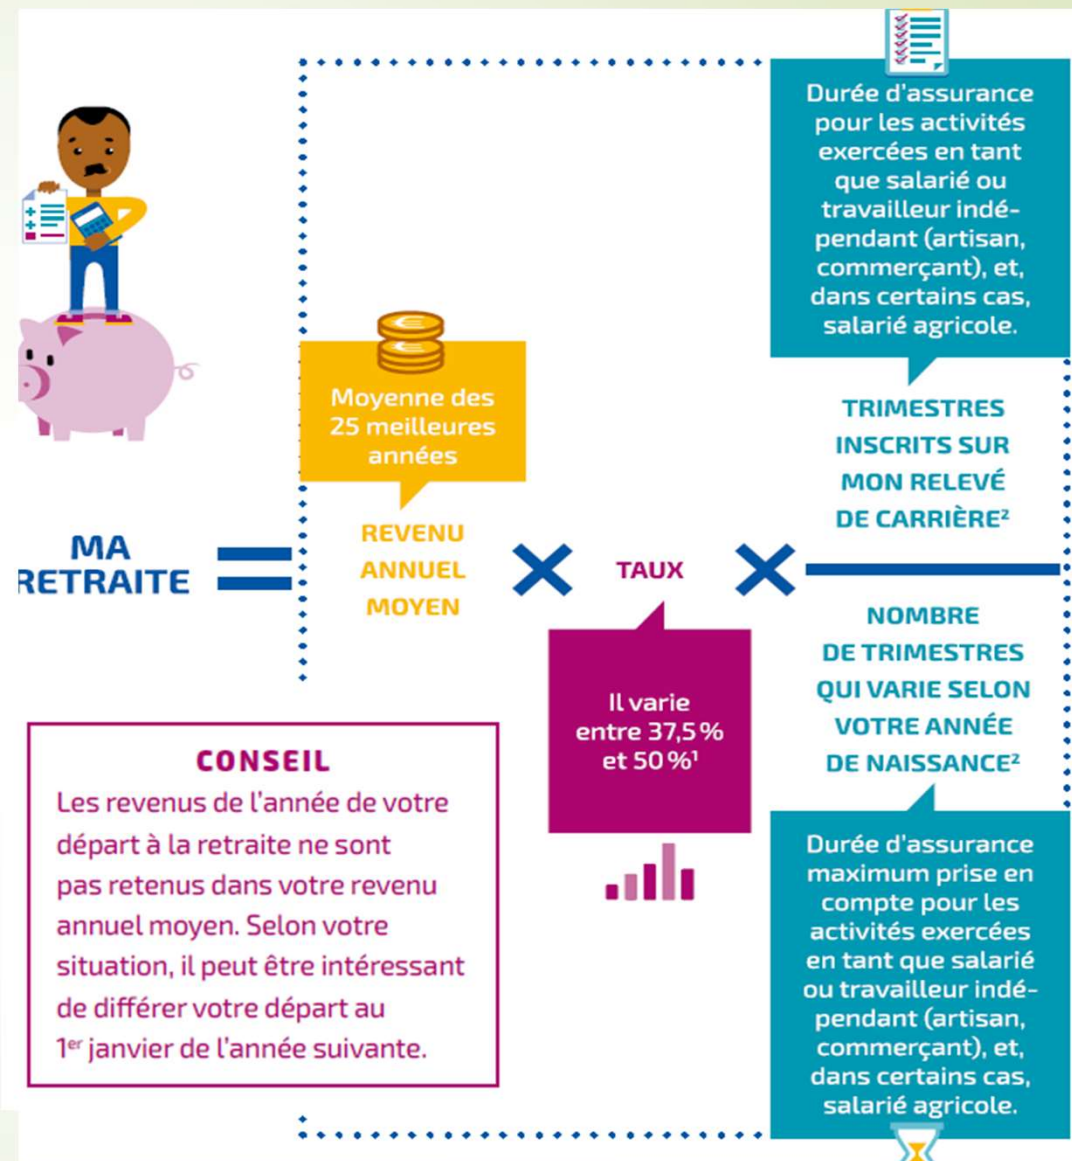 Durée d'assurance
pour les activités
exercées en tant
que salarié ou
travailleur indé-
pendant (artisan,
commerçant), et,
dans certains cas,
salarié agricole.
Moyenne des
25 meilleures
années
TRIMESTRES
INSCRITS SUR
MON RELEVÉ
DE CARRIÈRE²
MA
RETRAITE
=
REVENU
ANNUEL
MOYEN
×
TAUX
×
NOMBRE
DE TRIMESTRES
QUI VARIE SELON
VOTRE ANNÉE
DE NAISSANCE²
Il varie
entre 37,5 %
et 50 %¹
CONSEIL
Les revenus de l'année de votre
départ à la retraite ne sont
pas retenus dans votre revenu
annuel moyen. Selon votre
situation, il peut être intéressant
de différer votre départ au
1er janvier de l'année suivante.
Durée d'assurance
maximum prise en
compte pour les
activités exercées
en tant que salarié
ou travailleur indé-
pendant (artisan,
commerçant), et,
dans certains cas,
salarié agricole.